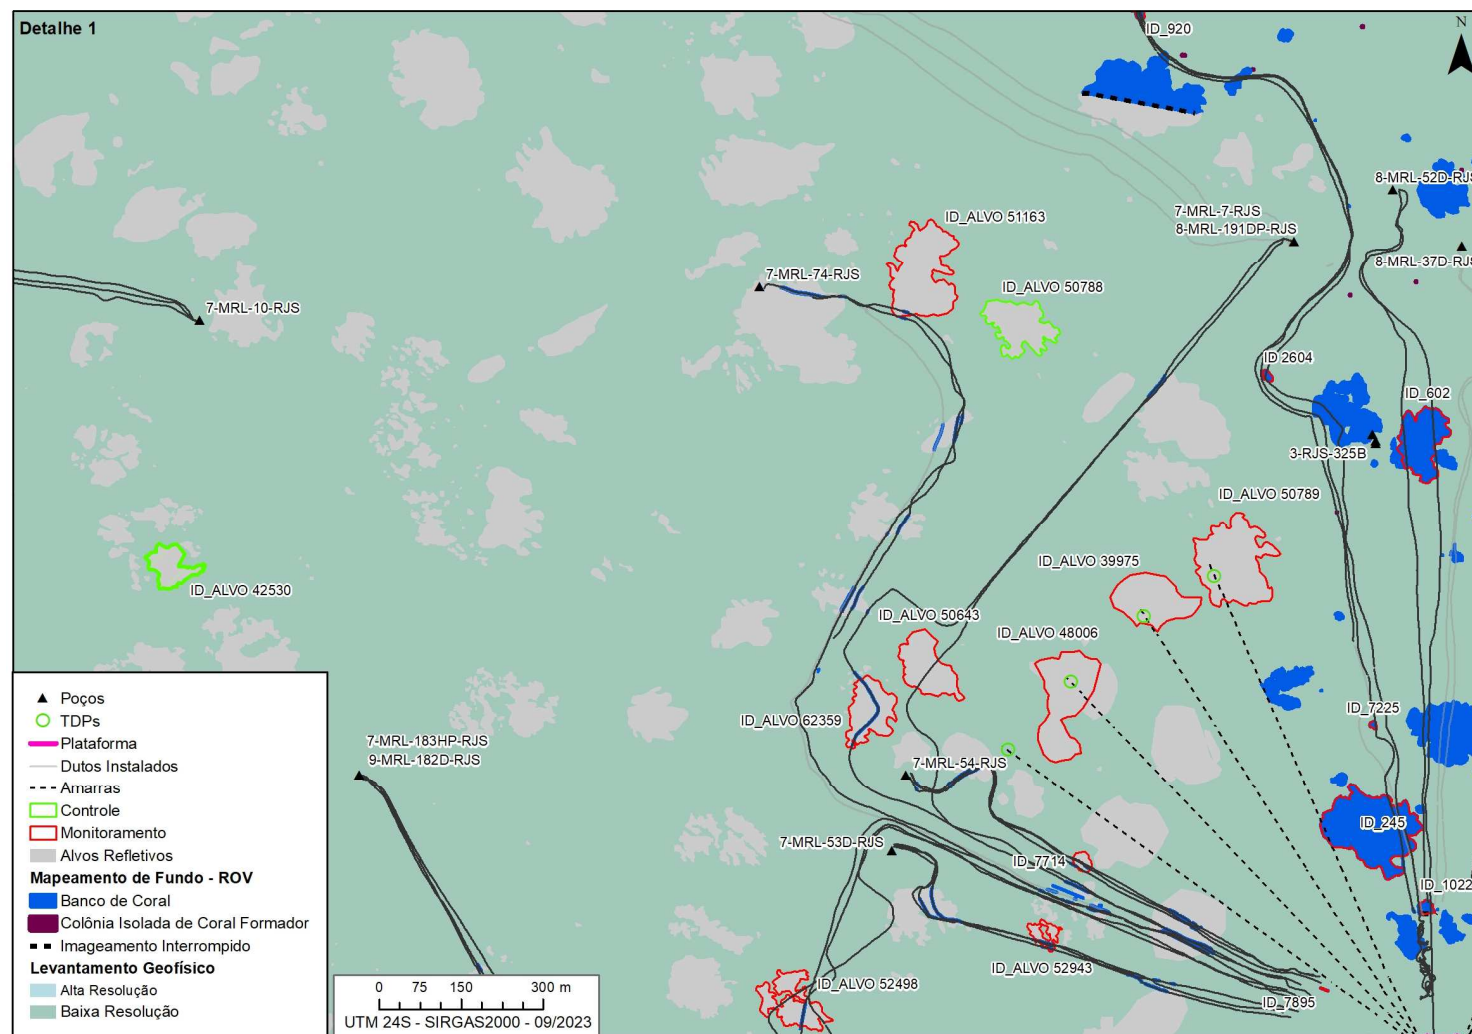 Detalhe 1
N
ID_920
8-MRL-52D-RJS
ID_ALVO 51163
7-MRL-7-RJS
8-MRL-191DP-RJS
8-MRL-37D-RJS
7-MRL-74-RJS
ID_ALVO 50788
7-MRL-10-RJS
ID 2604
ID_602
3-RJS-325B
ID_ALVO 50789
ID_ALVO 39975
ID_ALVO 42530
ID_ALVO 50643
ID_ALVO 48006
ID_7225
ID_ALVO 62359
7-MRL-183HP-RJS
9-MRL-182D-RJS
7-MRL-54-RJS
ID_245
7-MRL-53D-RJS
ID_7714
ID_1022
ID_ALVO 52943
ID_ALVO 52498
ID_7895
Poços
TDPs
Plataforma
Dutos Instalados
Amarras
Controle
Monitoramento
Alvos Refletivos
Mapeamento de Fundo - ROV
Banco de Coral
Colônia Isolada de Coral Formador
Imageamento Interrompido
Levantamento Geofísico
Alta Resolução
Baixa Resolução
0 75 150 300 m
UTM 24S - SIRGAS2000 - 09/2023